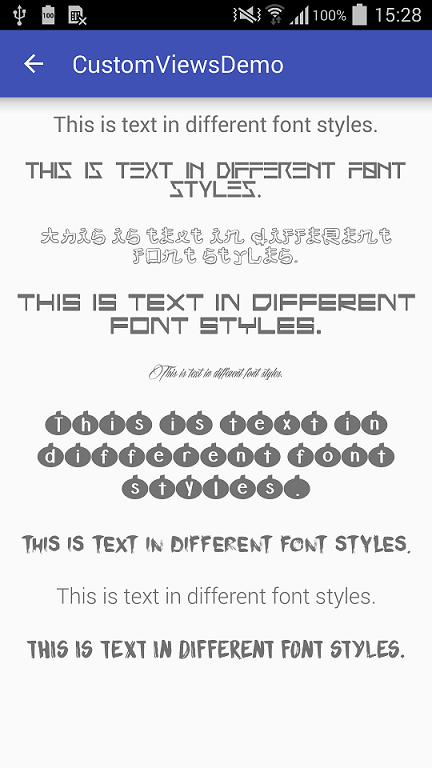 100
100%
15:28
CustomViewsDemo
This is text in different font styles.
THIS IS TEXT IN DIFFERENT FONT
STYLES.
this is text in different
font styles.
THIS IS TEXT IN DIFFERENT
FONT STYLES.
This is text in different font styles.
This is text in
different font
styles.
THIS IS TEXT IN DIFFERENT FONT STYLES.
This is text in different font styles.
THIS IS TEXT IN DIFFERENT FONT STYLES.